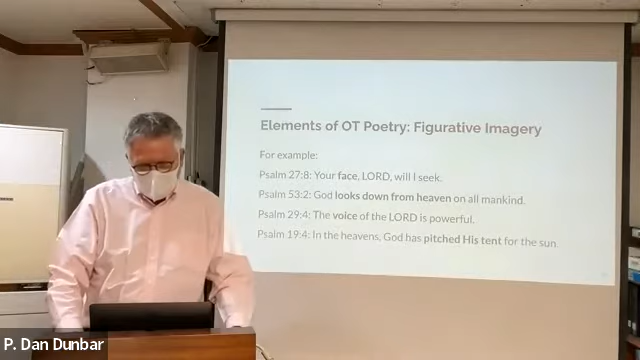 Elements of OT Poetry: Figurative Imagery
For example:
Psalm 27:8: Your face, LORD, will I seek.
Psalm 53:2: God looks down from heaven on all mankind.
Psalm 29:4: The voice of the LORD is powerful.
Psalm 19:4: In the heavens, God has pitched His tent for the sun
P. Dan Dunbar